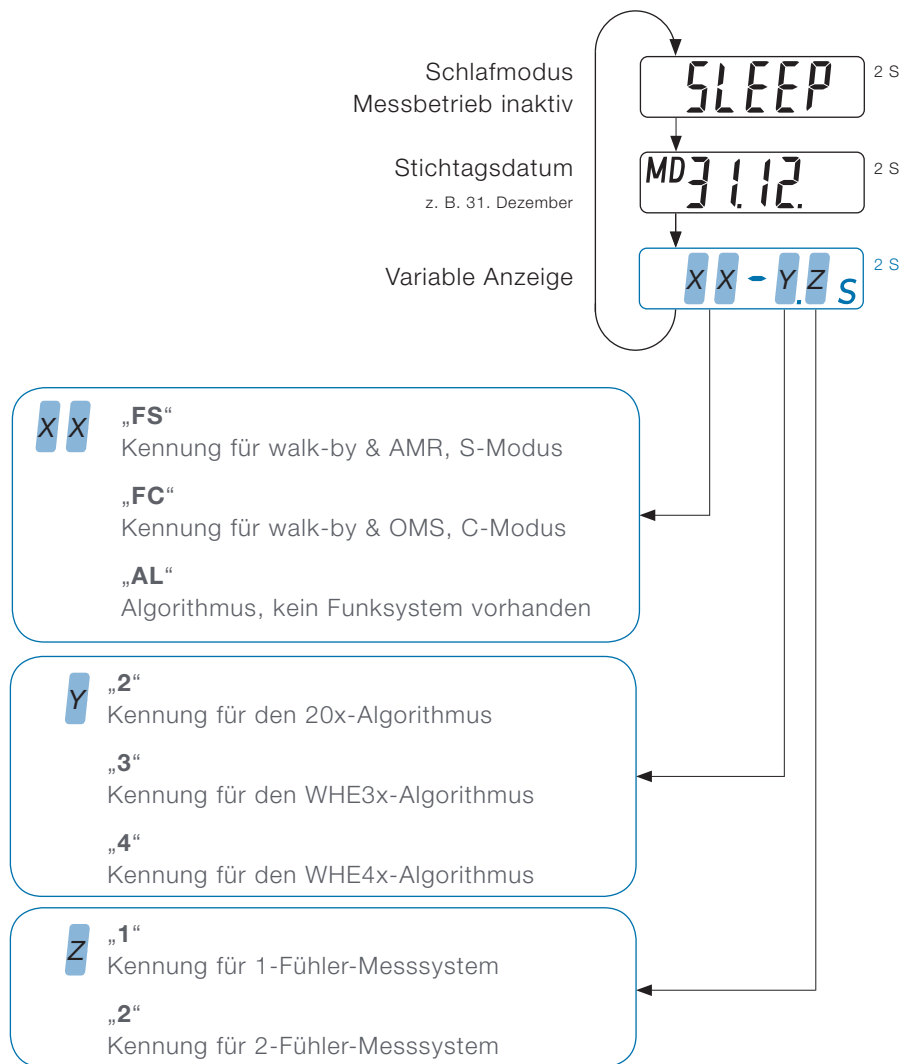 Schlafmodus
Messbetrieb inaktiv
SLEEP
2 S
Stichtagsdatum
z. B. 31. Dezember
MD 31.12.
2 S
Variable Anzeige
X X - Y.Z S
2 S
X X
„FS“
Kennung für walk-by & AMR, S-Modus
„FC“
Kennung für walk-by & OMS, C-Modus
„AL“
Algorithmus, kein Funksystem vorhanden
Y
„2“
Kennung für den 20x-Algorithmus
„3“
Kennung für den WHE3x-Algorithmus
„4“
Kennung für den WHE4x-Algorithmus
Z
„1“
Kennung für 1-Fühler-Messsystem
„2“
Kennung für 2-Fühler-Messsystem